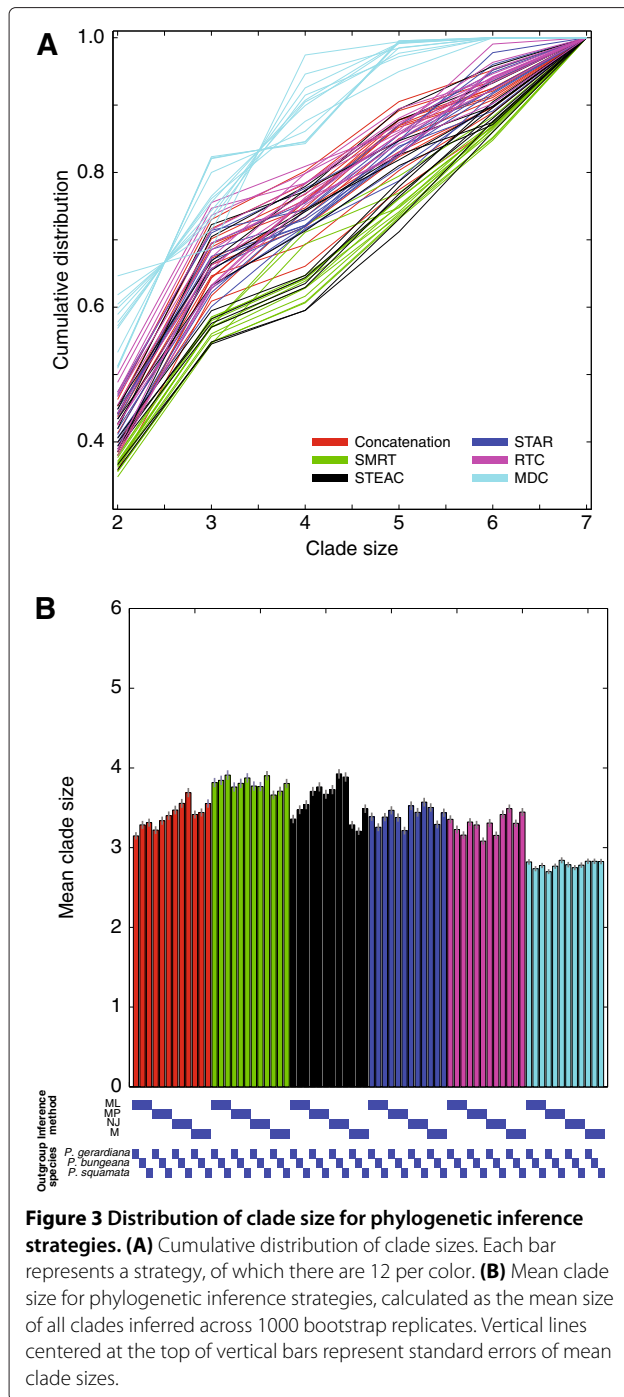 A
1.0
0.8
0.6
0.4
Cumulative distribution
Concatenation
SMRT
STEAC
STAR
RTC
MDC
2 3 4 5 6 7
Clade size
B
6
5
4
3
2
1
0
Mean clade size
Inference method
ML
MP
NJ
M
Outgroup species
P. gerardiana
P. bungeana
P. squamata
Figure 3 Distribution of clade size for phylogenetic inference
strategies. (A) Cumulative distribution of clade sizes. Each bar
represents a strategy, of which there are 12 per color. (B) Mean clade
size for phylogenetic inference strategies, calculated as the mean size
of all clades inferred across 1000 bootstrap replicates. Vertical lines
centered at the top of vertical bars represent standard errors of mean
clade sizes.